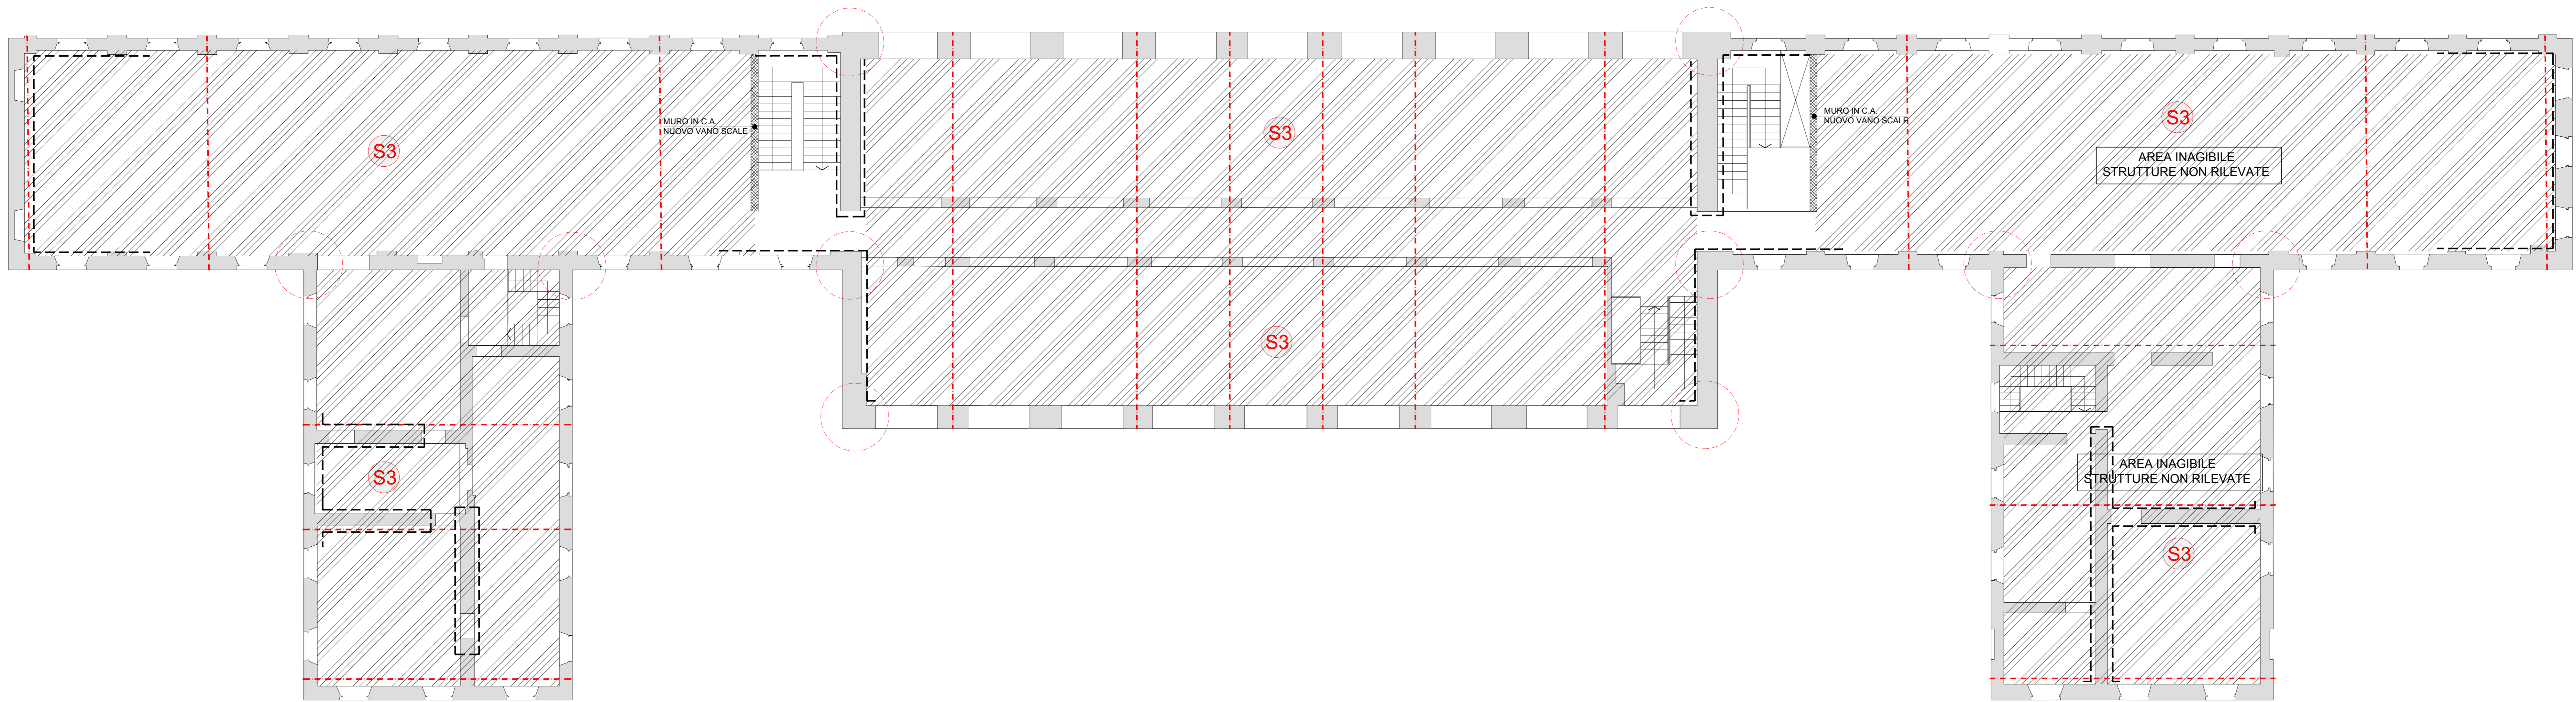 MURO IN C.A.
NUOVO VANO SCALE
S3
S3
MURO IN C.A.
NUOVO VANO SCALE
S3
AREA INAGIBILE
STRUTTURE NON RILEVATE
S3
S3
AREA INAGIBILE
STRUTTURE NON RILEVATE
S3